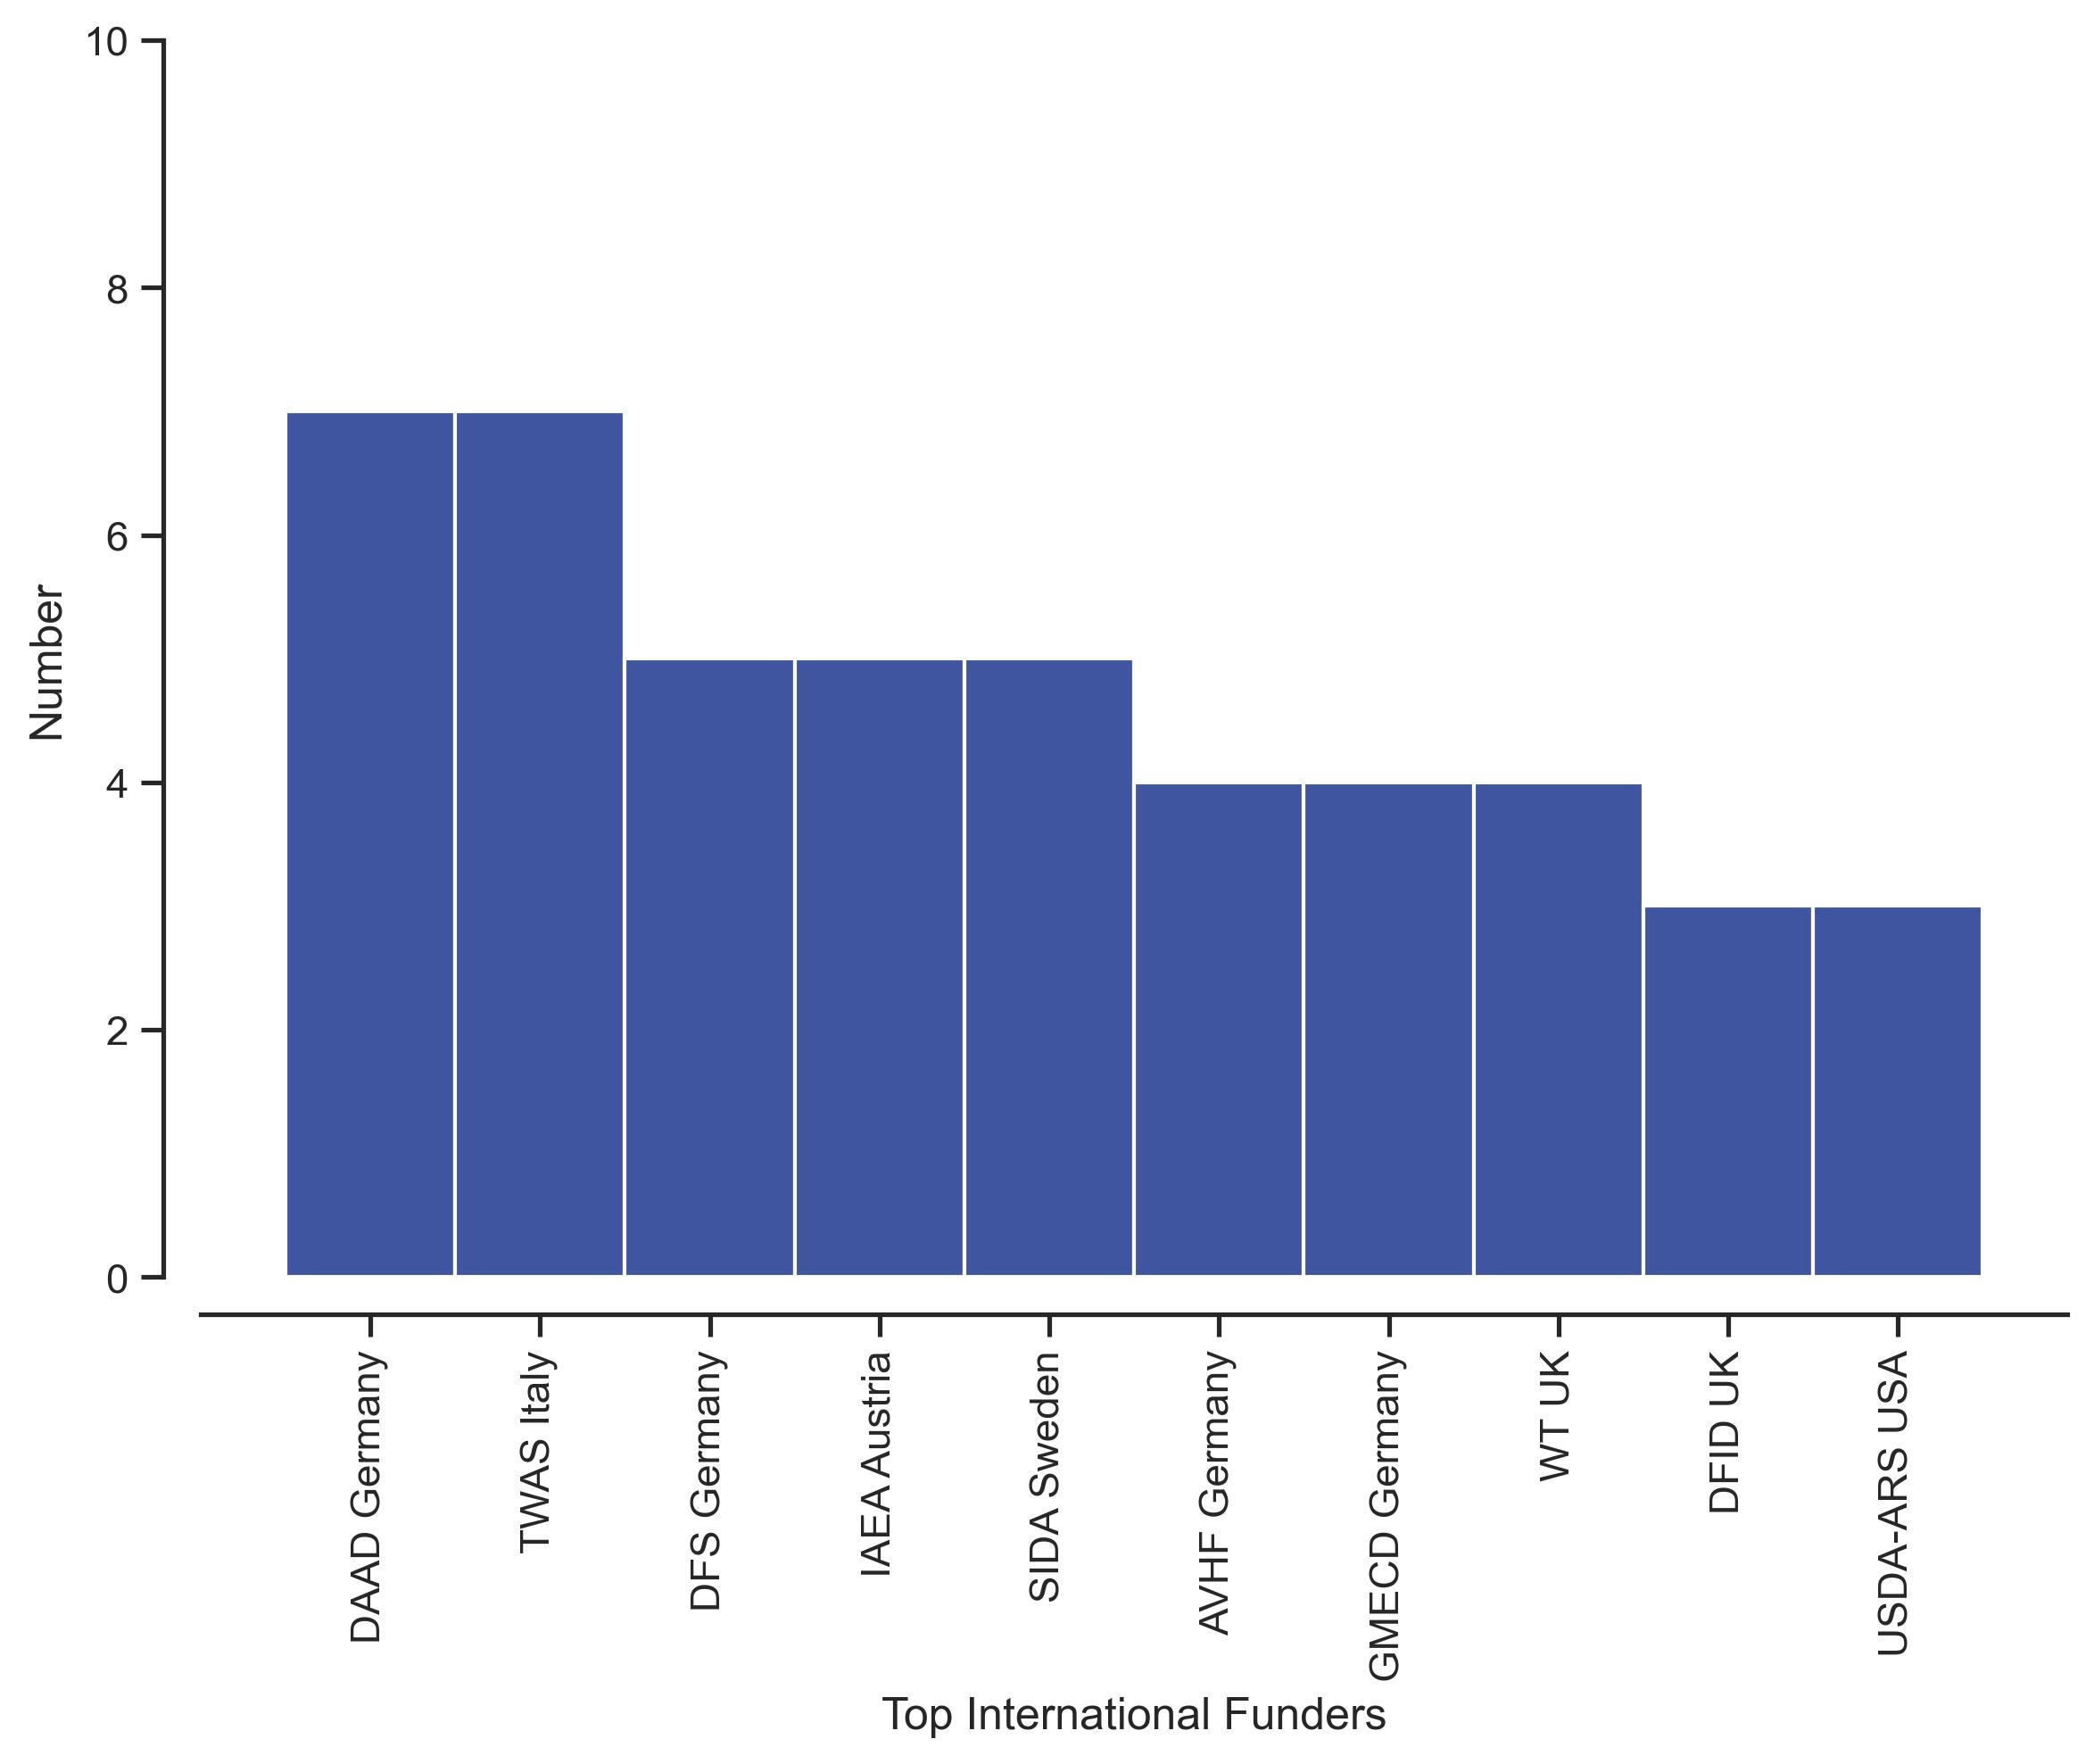 10
8
6
4
2
0
Number
DAAD Germany
TWAS Italy
DFS Germany
IAEA Austria
SIDA Sweden
AVHF Germany
GMECD Germany
WT UK
DFID UK
USDA-ARS USA
Top International Funders